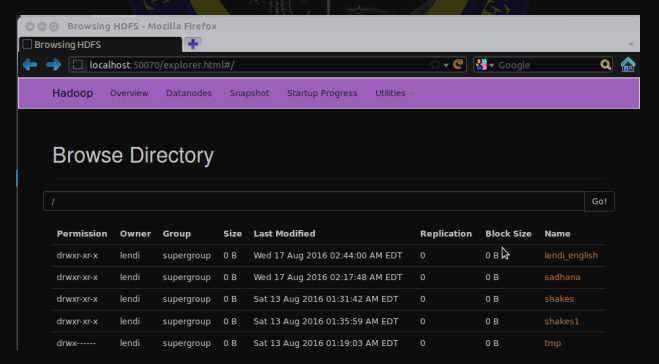 Browsing HDFS - Mozilla Firefox
Browsing HDFS
localhost:50070/explorer.html#/ Google
Hadoop Overview Datanodes Snapshot Startup Progress Utilities
Browse Directory
/ Go!
Permission Owner Group Size Last Modified Replication Block Size Name
drwxr-xr-x lendi supergroup 0 B Wed 17 Aug 2016 02:44:00 AM EDT 0 0 B lendi_english
drwxr-xr-x lendi supergroup 0 B Wed 17 Aug 2016 02:17:48 AM EDT 0 0 B sadhana
drwxr-xr-x lendi supergroup 0 B Sat 13 Aug 2016 01:31:42 AM EDT 0 0 B shakes
drwxr-xr-x lendi supergroup 0 B Sat 13 Aug 2016 01:35:59 AM EDT 0 0 B shakes1
drwx------ lendi supergroup 0 B Sat 13 Aug 2016 01:19:03 AM EDT 0 0 B tmp